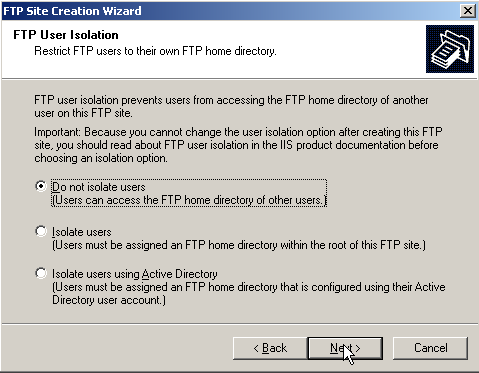 FTP Site Creation Wizard
FTP User Isolation
Restrict FTP users to their own FTP home directory.
FTP user isolation prevents users from accessing the FTP home directory of another
user on this FTP site.
Important: Because you cannot change the user isolation option after creating this FTP
site, you should read about FTP user isolation in the IIS product documentation before
choosing an isolation option.
Do not isolate users
(Users can access the FTP home directory of other users.)
Isolate users
(Users must be assigned an FTP home directory within the root of this FTP site.)
Isolate users using Active Directory
(Users must be assigned an FTP home directory that is configured using their Active
Directory user account.)
< Back
Next >
Cancel